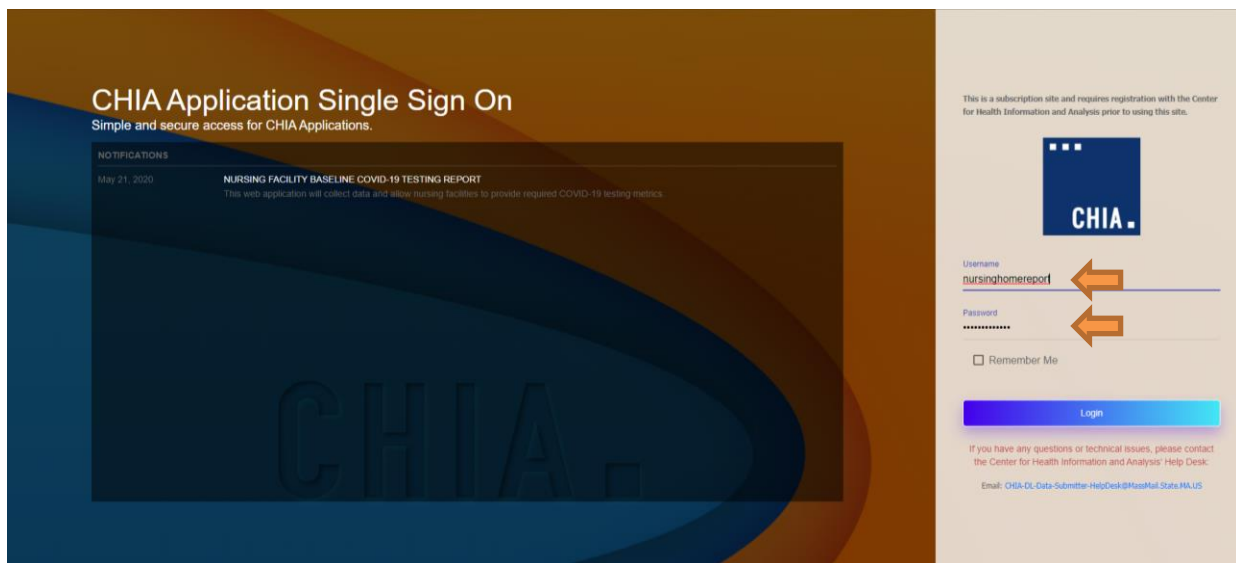 CHIA Application Single Sign On
Simple and secure access for CHIA Applications.
NOTIFICATIONS
May 21, 2020 NURSING FACILITY BASELINE COVID-19 TESTING REPORT
This web application will collect data and allow nursing facilities to provide required COVID-19 testing metrics
CHIA.
This is a subscription site and requires registration with the Center
for Health Information and Analysis prior to using this site.
CHIA.
Username
nursinghomereport
Password
•••••••••••••
Remember Me
Login
If you have any questions or technical issues, please contact
the Center for Health Information and Analysis' Help Desk:
Email: CHIA-DL-Data-Submitter-HelpDesk@MassMail.State.MA.US